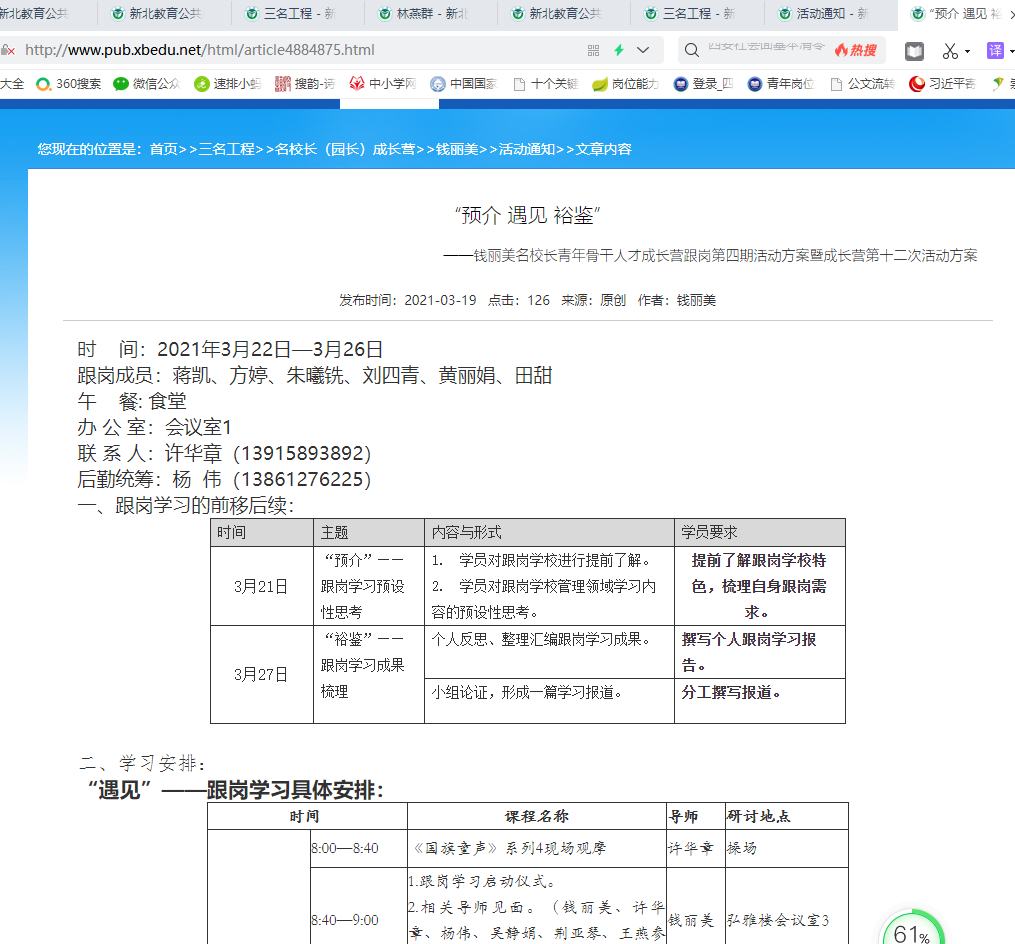 新北教育公共
新北教育公共
三名工程 - 新
林燕群 - 新北
新北教育公共
三名工程 - 新
活动通知 - 新
“预介 遇见 裕
http://www.pub.xbedu.net/html/article4884875.html
热搜
译
大全 360搜索 微信公众 速排小蚂 搜韵-诗 中小学网 中国国家 十个关键 岗位能力 登录_四 青年岗位 公文流转 习近平寄
您现在的位置是：首页>>三名工程>>名校长（园长）成长营>>钱丽美>>活动通知>>文章内容
“预介 遇见 裕鉴”
——钱丽美名校长青年骨干人才成长营跟岗第四期活动方案暨成长营第十二次活动方案
发布时间：2021-03-19 点击：126 来源：原创 作者：钱丽美
时 间：2021年3月22日—3月26日
跟岗成员：蒋凯、方婷、朱曦铣、刘四青、黄丽娟、田甜
午 餐: 食堂
办 公 室：会议室1
联 系 人：许华章（13915893892）
后勤统筹：杨 伟（13861276225）
一、跟岗学习的前移后续：
时间 主题 内容与形式 学员要求
3月21日
“预介”——
跟岗学习预设
性思考
1. 学员对跟岗学校进行提前了解。
2. 学员对跟岗学校管理领域学习内
容的预设性思考。
提前了解跟岗学校特
色，梳理自身跟岗需
求。
3月27日
“裕鉴”——
跟岗学习成果
梳理
个人反思、整理汇编跟岗学习成果。
撰写个人跟岗学习报
告。
小组论证，形成一篇学习报道。
分工撰写报道。
二、学习安排：
“遇见”——跟岗学习具体安排：
时间 课程名称 导师 研讨地点
8:00—8:40 《国旗童声》系列4现场观摩 许华章 操场
8:40—9:00
1.跟岗学习启动仪式。
2.相关导师见面。（钱丽美、许华
章、杨伟、吴静娟、荆亚琴、王燕参
钱丽美 弘雅楼会议室3
61%